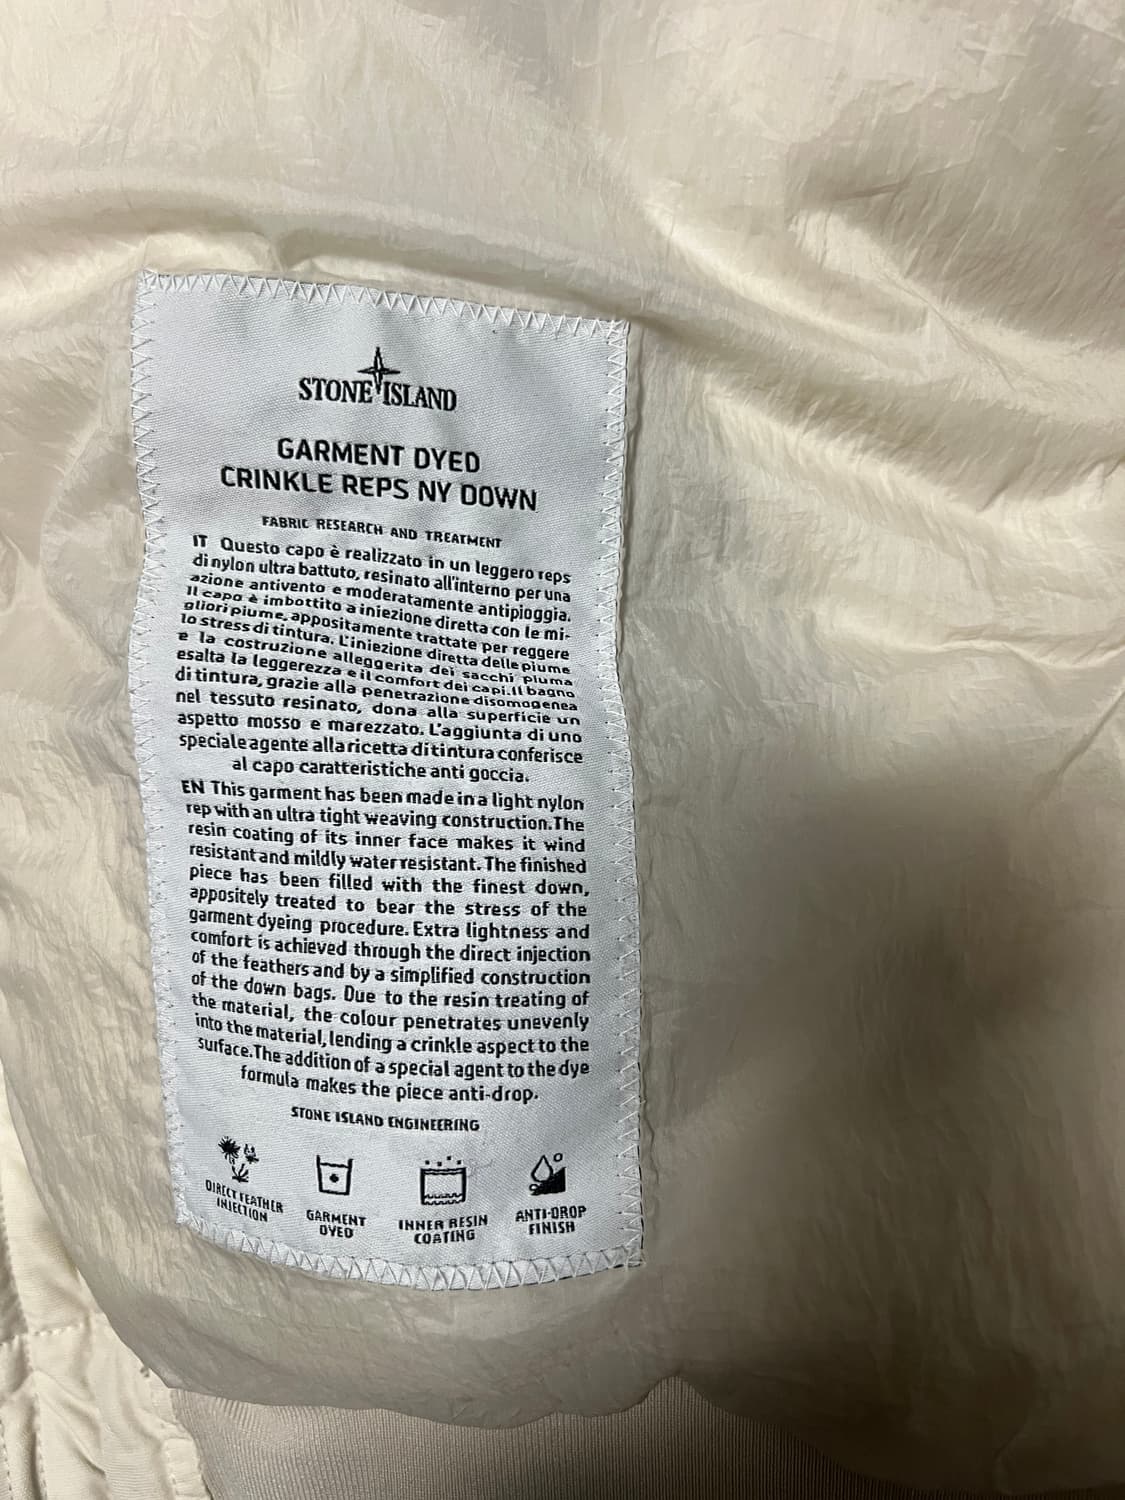 STONE ISLAND
GARMENT DYED
CRINKLE REPS NY DOWN
FABRIC RESEARCH AND TREATMENT
IT Questo capo è realizzato in un leggero reps
di nylon ultra battuto, resinato all'interno per una
azione antivento e moderatamente antipioggia.
Il capo è imbottito a iniezione diretta con le mi-
gliori piume, appositamente trattate per reggere
lo stress di tintura. L'iniezione diretta delle piume
e la costruzione alleggerita dei sacchi piuma
esalta la leggerezza e il comfort dei capi. Il bagno
di tintura, grazie alla penetrazione disomogenea
nel tessuto resinato, dona alla superficie un
aspetto mosso e marezzato. L'aggiunta di uno
speciale agente alla ricetta di tintura conferisce
al capo caratteristiche anti goccia.
EN This garment has been made in a light nylon
rep with an ultra tight weaving construction. The
resin coating of its inner face makes it wind
resistant and mildly water resistant. The finished
piece has been filled with the finest down,
appositely treated to bear the stress of the
garment dyeing procedure. Extra lightness and
comfort is achieved through the direct injection
of the feathers and by a simplified construction
of the down bags. Due to the resin treating of
the material, the colour penetrates unevenly
into the material, lending a crinkle aspect to the
surface. The addition of a special agent to the dye
formula makes the piece anti-drop.
STONE ISLAND ENGINEERING
DIRECT FEATHER
INJECTION
GARMENT
DYED
INNER RESIN
COATING
ANTI-DROP
FINISH